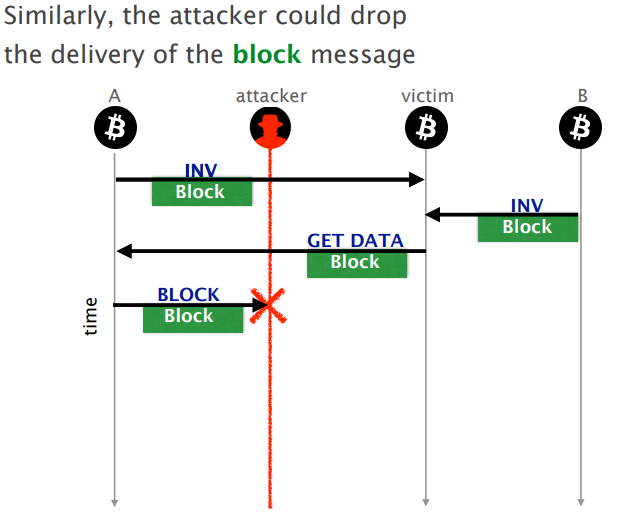 Similarly, the attacker could drop
the delivery of the block message
A
attacker
victim
B
INV
Block
INV
Block
GET DATA
Block
BLOCK
Block
time